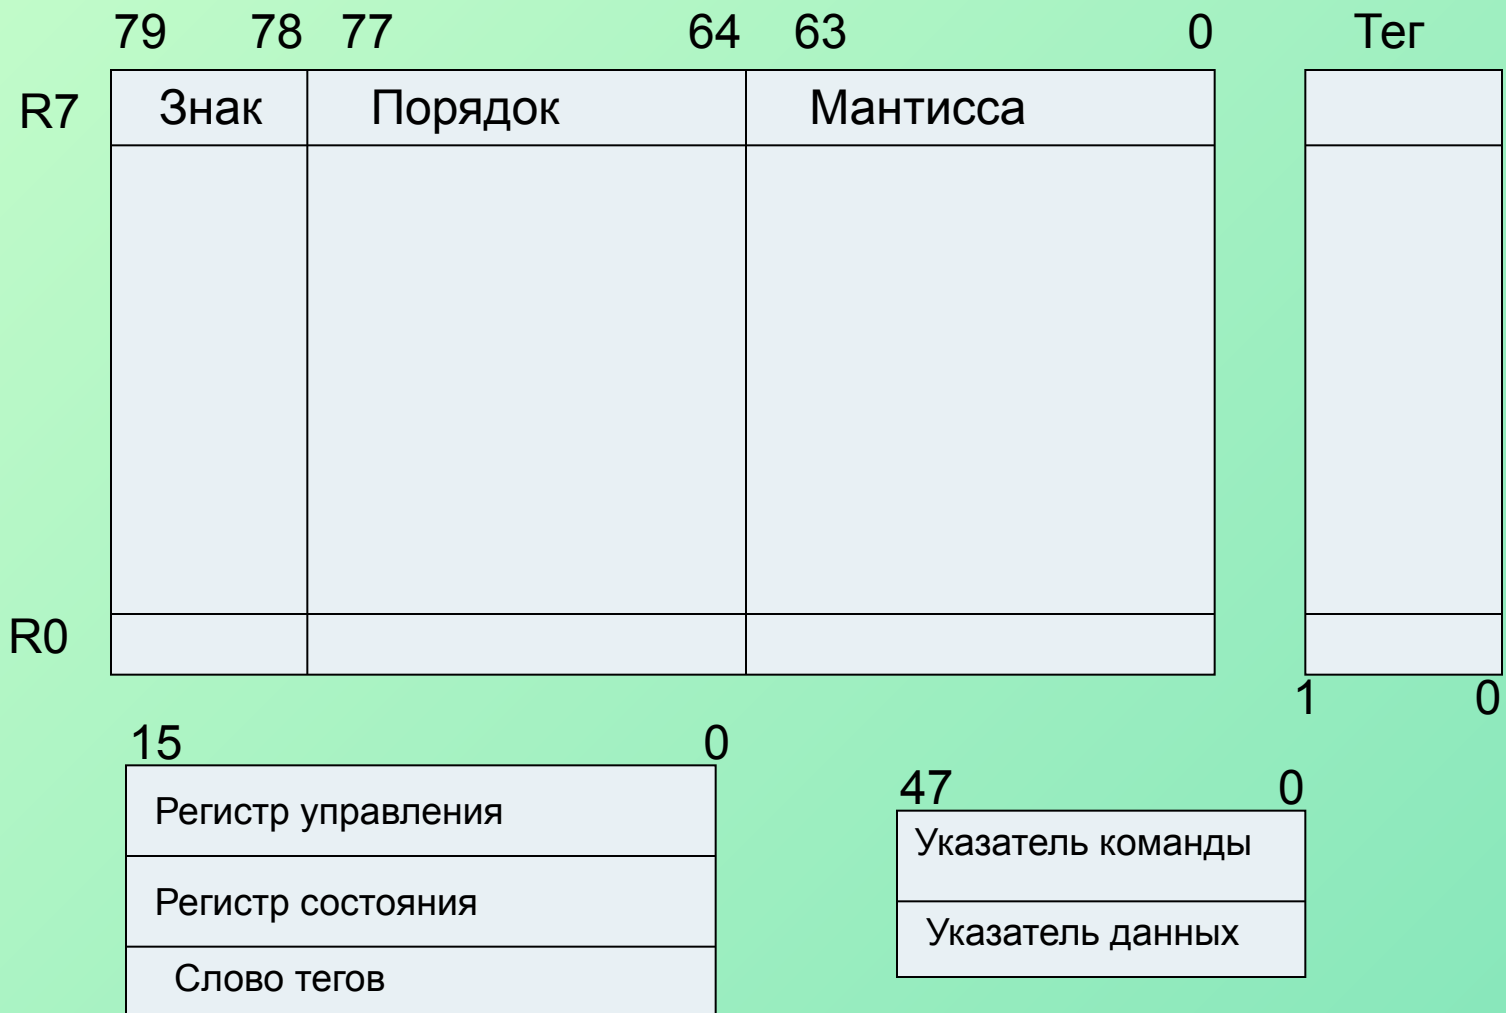 79 78 77 64 63 0 Тег
R7 Знак Порядок Мантисса
R0
1 0
15 0
Регистр управления
Регистр состояния
Слово тегов
47 0
Указатель команды
Указатель данных